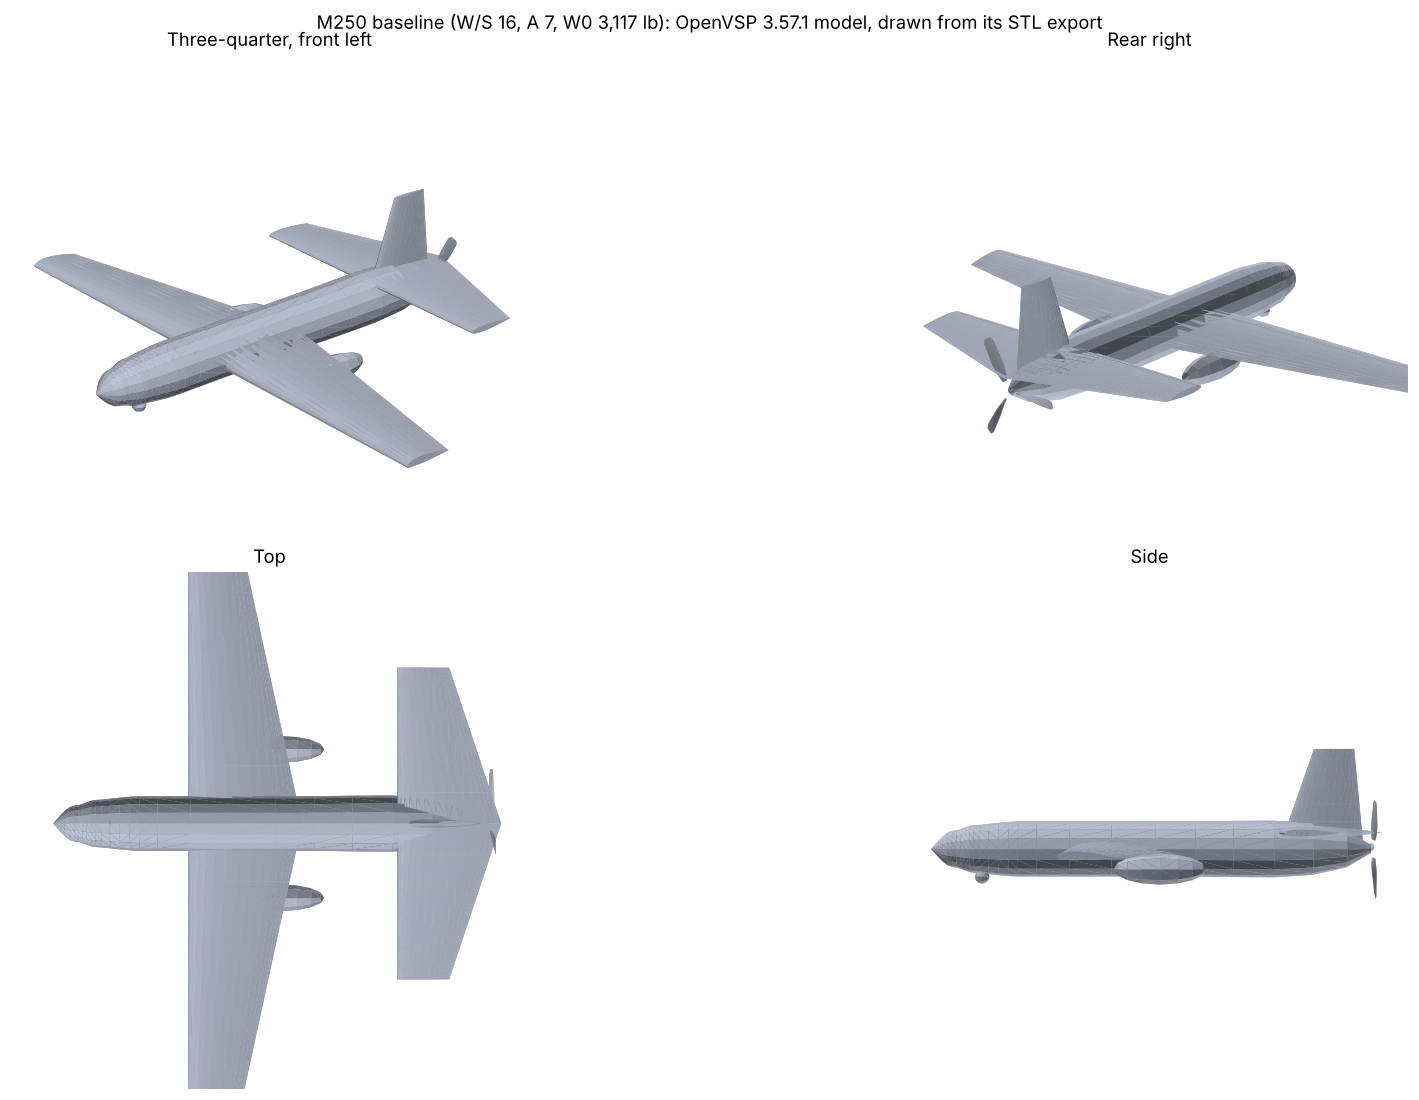 M250 baseline (W/S 16, A 7, W0 3,117 lb): OpenVSP 3.57.1 model, drawn from its STL export
Three-quarter, front left
Rear right
Top
Side